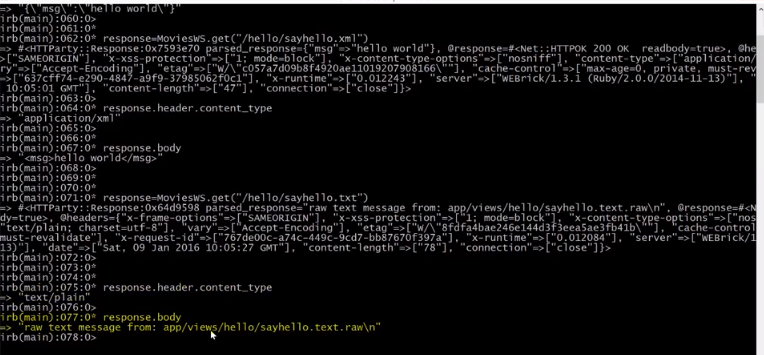 => "{\"msg\":\"hello world\"}"
irb(main):060:0>
irb(main):061:0*
irb(main):062:0* response=MoviesWS.get("/hello/sayhello.xml")
=> #<HTTParty::Response:0x7593e70 parsed_response={"msg"=>"hello world"}, @response=#<Net::HTTPOK 200 OK  readbody=true>, @he
=>["SAMEORIGIN"], "x-xss-protection"=>["1; mode=block"], "x-content-type-options"=>["nosniff"], "content-type"=>["application/
ry"=>["Accept-Encoding"], "etag"=>["W/\"c057a7d09b8f4920ae11019207908166\""], "cache-control"=>["max-age=0, private, must-rev
"637cff74-e290-4847-a9f9-37985062f0c1"], "x-runtime"=>["0.012243"], "server"=>["WEBrick/1.3.1 (Ruby/2.0.0/2014-11-13)"], "
10:05:01 GMT"], "content-length"=>["47"], "connection"=>["close"]}>
irb(main):063:0>
irb(main):064:0* response.header.content_type
=> "application/xml"
irb(main):065:0>
irb(main):066:0*
irb(main):067:0* response.body
=> "<msg>hello world</msg>"
irb(main):068:0>
irb(main):069:0*
irb(main):070:0*
irb(main):071:0* response=MoviesWS.get("/hello/sayhello.txt")
=> #<HTTParty::Response:0x64d9598 parsed_response="raw text message from: app/views/hello/sayhello.text.raw\n", @response=#<N
dy=true>, @headers={"x-frame-options"=>["SAMEORIGIN"], "x-xss-protection"=>["1; mode=block"], "x-content-type-options"=>["nos
"text/plain; charset=utf-8"], "vary"=>["Accept-Encoding"], "etag"=>["W/\"8fdfa4bae246e144d3f3eea5ae3fb41b\""], "cache-control
must-revalidate"], "x-request-id"=>["767de00c-a74c-449c-9cd7-bb87670f397a"], "x-runtime"=>["0.012084"], "server"=>["WEBrick/1
13)"], "date"=>["Sat, 09 Jan 2016 10:05:27 GMT"], "content-length"=>["78"], "connection"=>["close"]}>
irb(main):072:0>
irb(main):073:0*
irb(main):074:0*
irb(main):075:0* response.header.content_type
=> "text/plain"
irb(main):076:0>
irb(main):077:0* response.body
=> "raw text message from: app/views/hello/sayhello.text.raw\n"
irb(main):078:0>